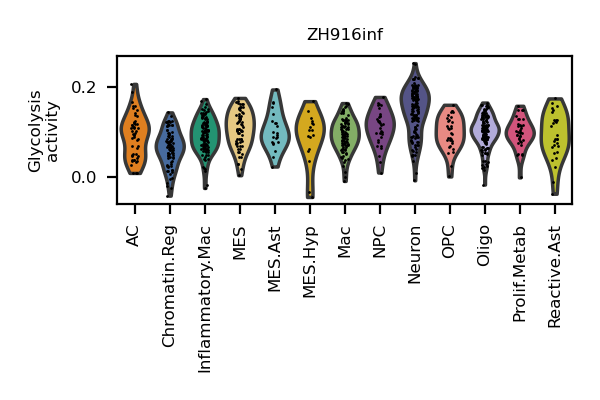 ZH916inf
Glycolysis
activity
0.2
0.0
AC
Chromatin.Reg
Inflammatory.Mac
MES
MES.Ast
MES.Hyp
Mac
NPC
Neuron
OPC
Oligo
Prolif.Metab
Reactive.Ast